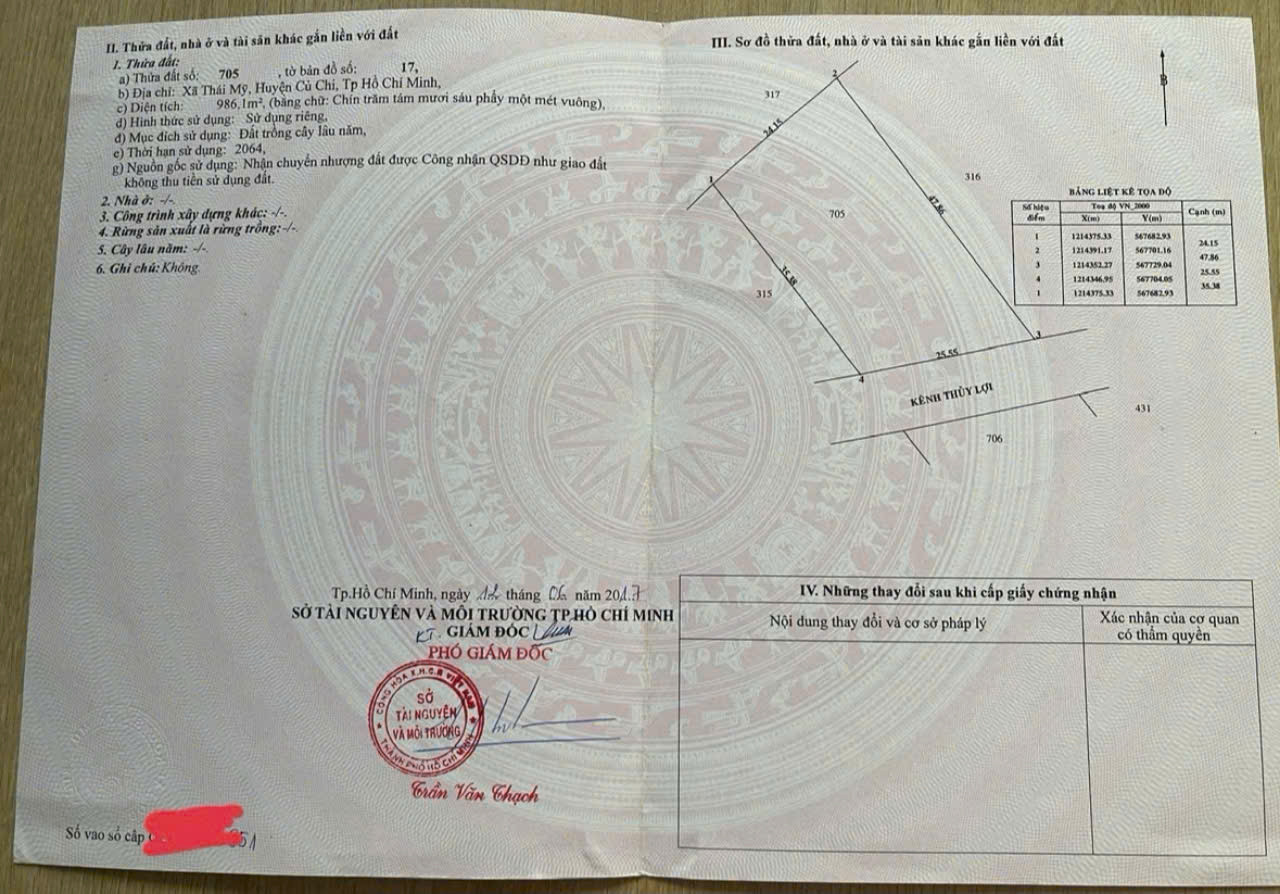 II. Thửa đất, nhà ở và tài sản khác gắn liền với đất
1. Thửa đất:
a) Thửa đất số: 705 , tờ bản đồ số: 17,
b) Địa chỉ: Xã Thái Mỹ, Huyện Củ Chi, Tp Hồ Chí Minh,
c) Diện tích: 986,1m², (bằng chữ: Chín trăm tám mươi sáu phẩy một mét vuông),
d) Hình thức sử dụng: Sử dụng riêng,
đ) Mục đích sử dụng: Đất trồng cây lâu năm,
e) Thời hạn sử dụng: 2064,
g) Nguồn gốc sử dụng: Nhận chuyển nhượng đất được Công nhận QSDĐ như giao đất
không thu tiền sử dụng đất.
2. Nhà ở: -/-.
3. Công trình xây dựng khác: -/-.
4. Rừng sản xuất là rừng trồng: -/-.
5. Cây lâu năm: -/-.
6. Ghi chú: Không.
Tp.Hồ Chí Minh, ngày 12 tháng 06 năm 2017
SỞ TÀI NGUYÊN VÀ MÔI TRƯỜNG TP.HỒ CHÍ MINH
KT. GIÁM ĐỐC
PHÓ GIÁM ĐỐC
CỘNG HÒA X.H.C.N VIỆT NAM
SỞ
TÀI NGUYÊN
VÀ MÔI TRƯỜNG
THÀNH PHỐ HỒ CHÍ MINH
Trần Văn Thạch
Số vào sổ cấp
051
III. Sơ đồ thửa đất, nhà ở và tài sản khác gắn liền với đất
B
2
317
24.15
1
316
47.86
705
35.38
315
3
25.55
4
KÊNH THỦY LỢI
431
706
BẢNG LIỆT KÊ TỌA ĐỘ
Số hiệu điểm Tọa độ VN_2000 Cạnh (m)
X(m) Y(m)
1 1214375.33 567682.93
24.15
2 1214391.17 567701.16
47.86
3 1214352.27 567729.04
25.55
4 1214346.95 567704.05
35.38
1 1214375.33 567682.93
IV. Những thay đổi sau khi cấp giấy chứng nhận
Nội dung thay đổi và cơ sở pháp lý
Xác nhận của cơ quan
có thẩm quyền